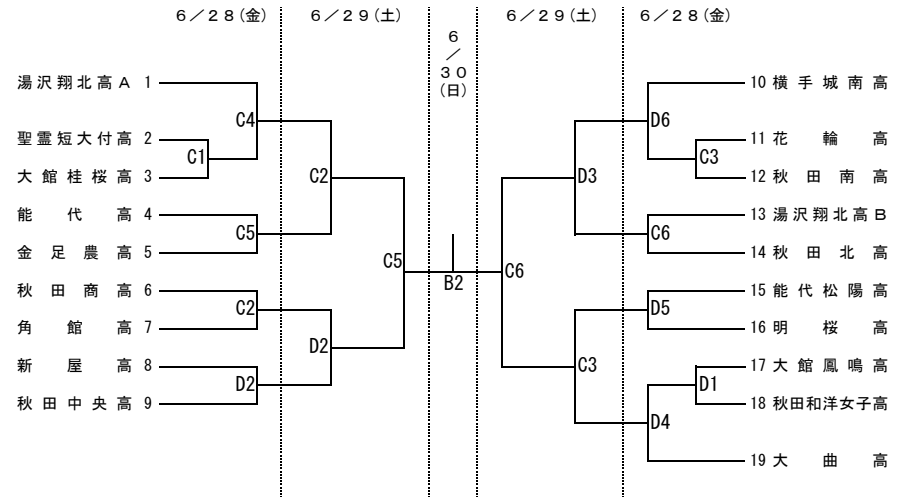 6／28(金)
6／29(土)
6／30(日)
6／29(土)
6／28(金)
湯沢翔北高A 1
聖霊短大付高 2
大館桂桜高 3
能代高 4
金足農高 5
秋田商高 6
角館高 7
新屋高 8
秋田中央高 9
C4
C1
C5
C2
D2
C2
D2
C5
B2
C6
D3
C3
D6
C3
C6
D5
D1
D4
10 横手城南高
11 花輪高
12 秋田南高
13 湯沢翔北高B
14 秋田北高
15 能代松陽高
16 明桜高
17 大館鳳鳴高
18 秋田和洋女子高
19 大曲高